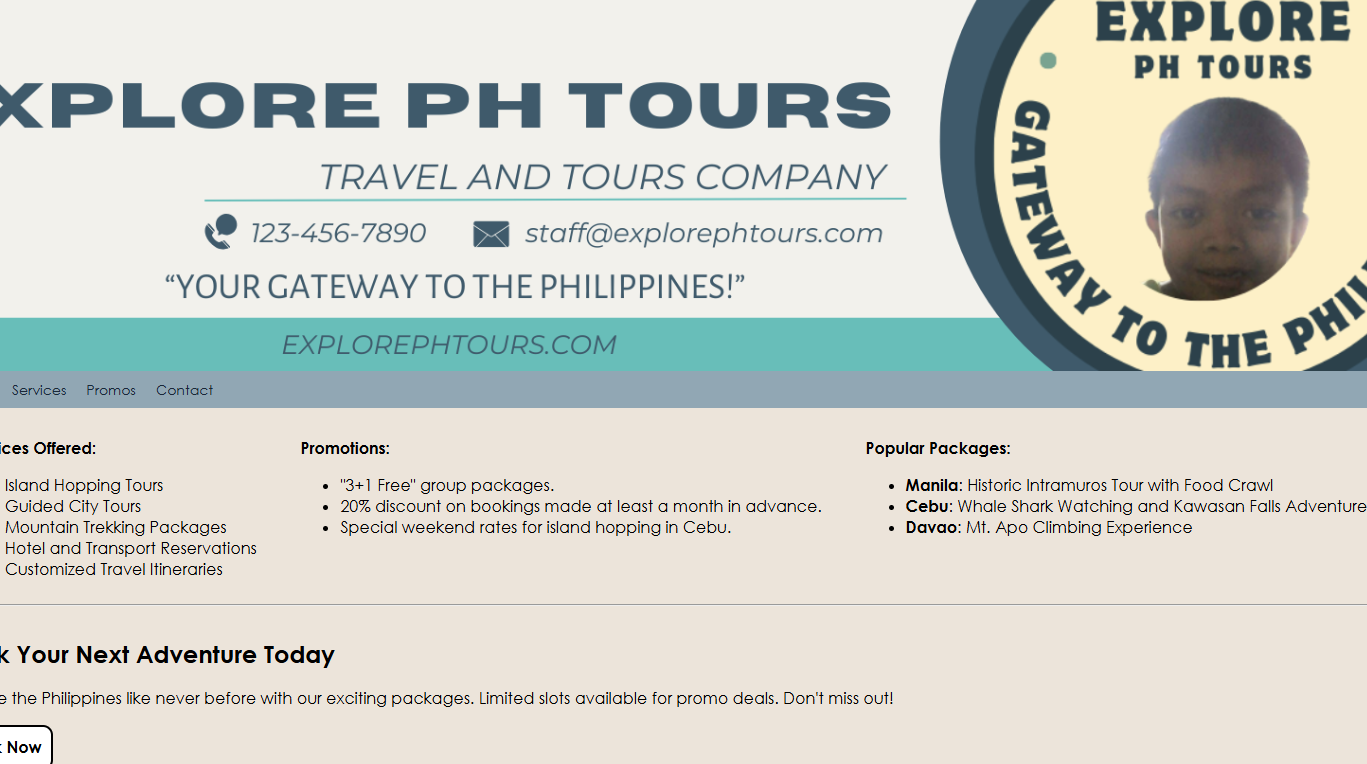 XPLORE PH TOURS
TRAVEL AND TOURS COMPANY
123-456-7890 staff@explorephtours.com
“YOUR GATEWAY TO THE PHILIPPINES!”
EXPLOREPHTOURS.COM
EXPLORE
PH TOURS
GATEWAY TO THE PHIL
Services Promos Contact
ices Offered:
Island Hopping Tours
Guided City Tours
Mountain Trekking Packages
Hotel and Transport Reservations
Customized Travel Itineraries
Promotions:
• "3+1 Free" group packages.
• 20% discount on bookings made at least a month in advance.
• Special weekend rates for island hopping in Cebu.
Popular Packages:
• Manila: Historic Intramuros Tour with Food Crawl
• Cebu: Whale Shark Watching and Kawasan Falls Adventure
• Davao: Mt. Apo Climbing Experience
k Your Next Adventure Today
e the Philippines like never before with our exciting packages. Limited slots available for promo deals. Don't miss out!
k Now